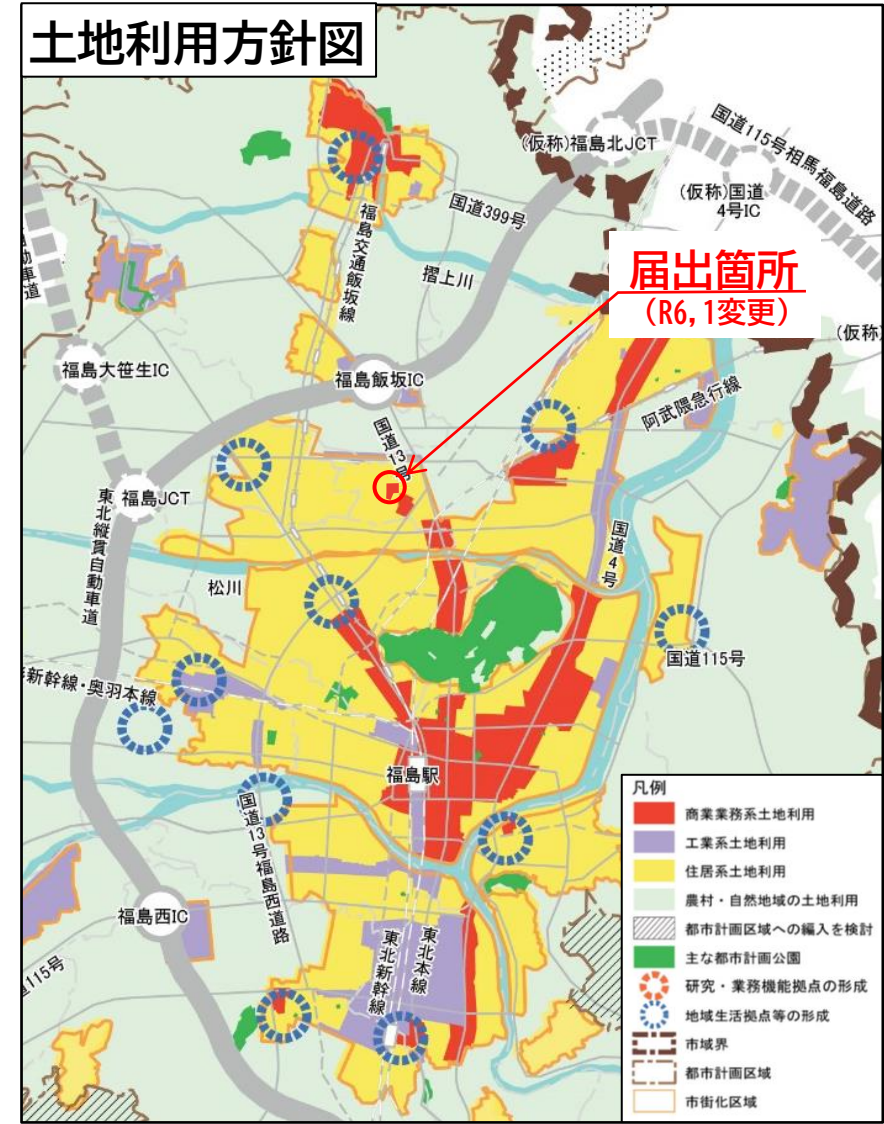 土地利用方針図
国道115号相馬福島道路
(仮称)福島北JCT
(仮称)国道
4号IC
国道399号
福島交通飯坂線
摺上川
届出箇所
(R6,1変更)
(仮称)
動車道
福島大笹生IC
福島飯坂IC
阿武隈急行線
国道13号
福島JCT
東北縦貫自動車道
国道4号
松川
国道115号
新幹線・奥羽本線
福島駅
国道13号福島西道路
福島西IC
東北本線
東北新幹線
道115号
凡例
商業業務系土地利用
工業系土地利用
住居系土地利用
農村・自然地域の土地利用
都市計画区域への編入を検討
主な都市計画公園
研究・業務機能拠点の形成
地域生活拠点等の形成
市域界
都市計画区域
市街化区域